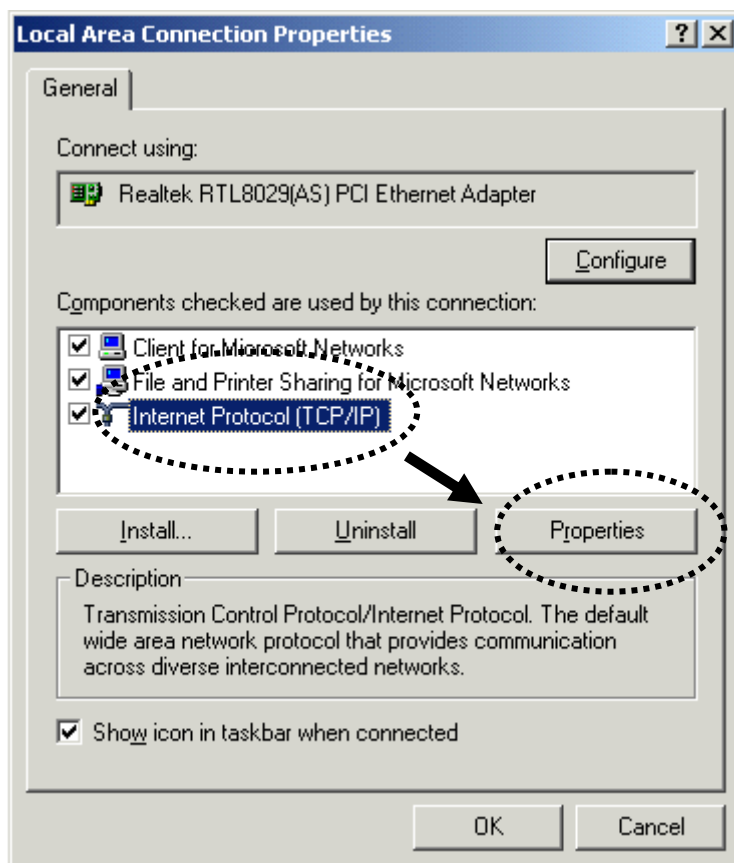 Local Area Connection Properties
General
Connect using:
Realtek RTL8029(AS) PCI Ethernet Adapter
Configure
Components checked are used by this connection:
Client for Microsoft Networks
File and Printer Sharing for Microsoft Networks
Internet Protocol (TCP/IP)
Install... Uninstall Properties
Description
Transmission Control Protocol/Internet Protocol. The default
wide area network protocol that provides communication
across diverse interconnected networks.
Show icon in taskbar when connected
OK Cancel